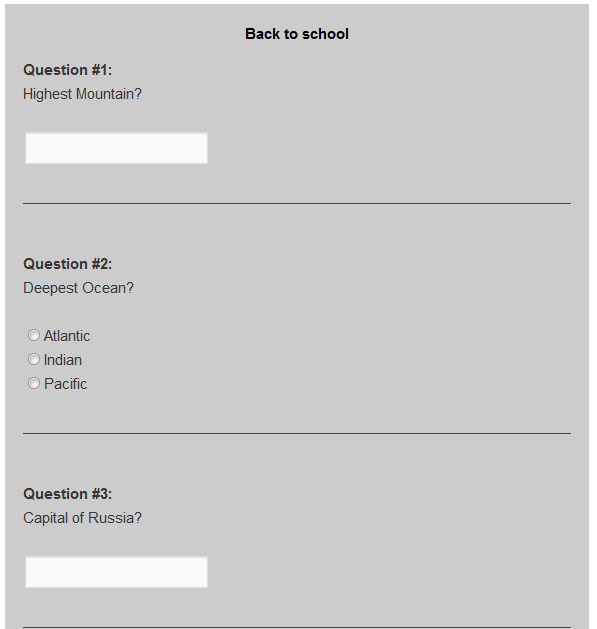 Back to school
Question #1:
Highest Mountain?
Question #2:
Deepest Ocean?
Atlantic
Indian
Pacific
Question #3:
Capital of Russia?